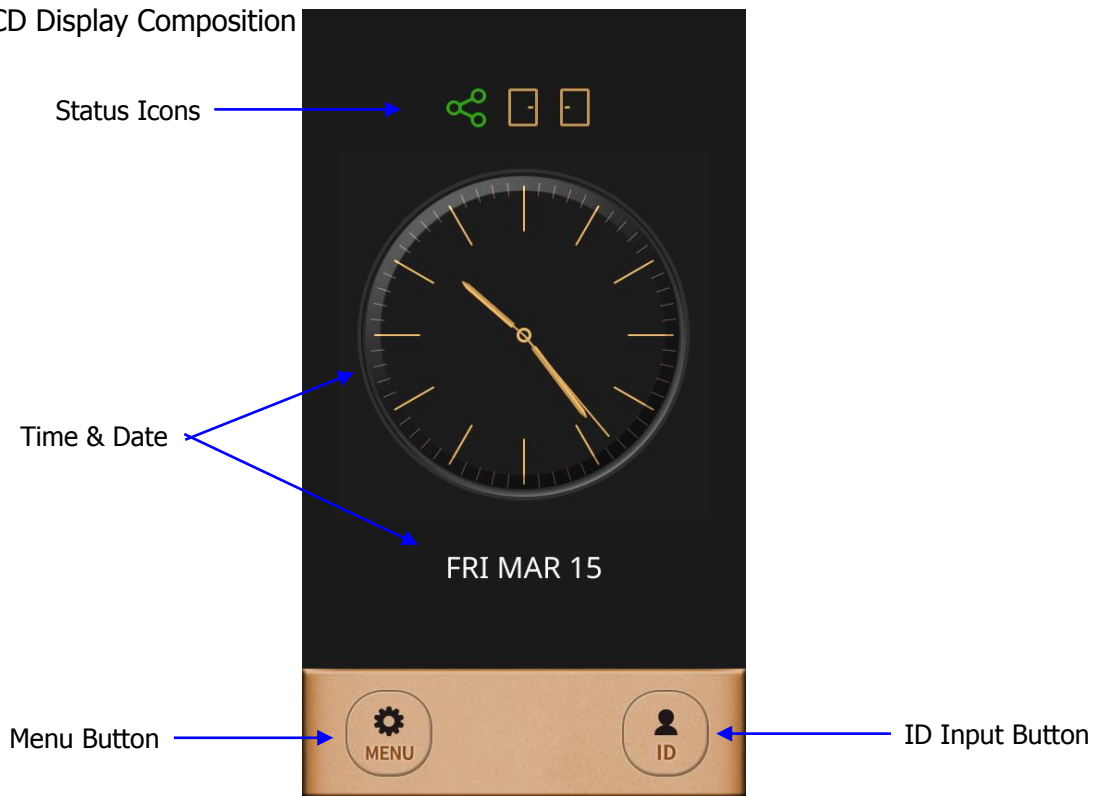 CD Display Composition
Status Icons
Time & Date
FRI MAR 15
Menu Button
MENU
ID
ID Input Button